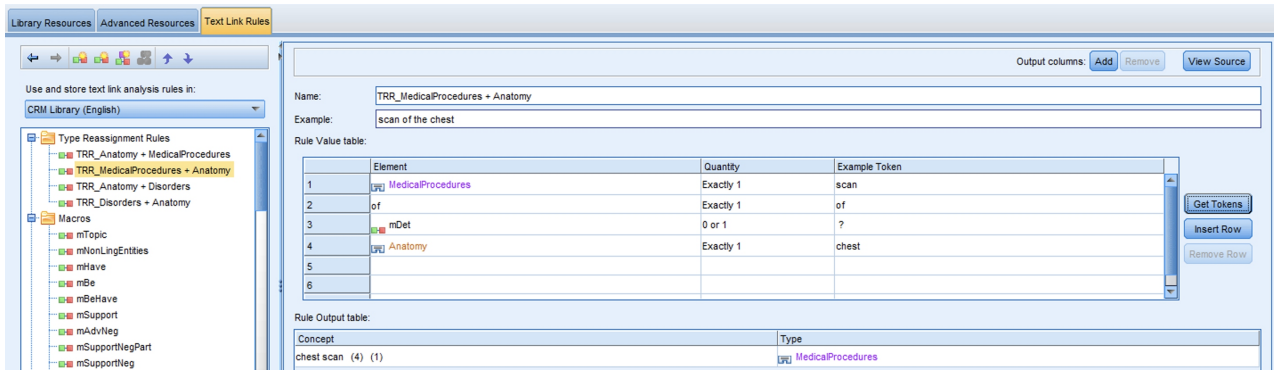 Library Resources Advanced Resources Text Link Rules
Output columns: Add Remove View Source
Use and store text link analysis rules in:
CRM Library (English)
Type Reassignment Rules
TRR_Anatomy + MedicalProcedures
TRR_MedicalProcedures + Anatomy
TRR_Anatomy + Disorders
TRR_Disorders + Anatomy
Macros
mTopic
mNonLingEntities
mHave
mBe
mBeHave
mSupport
mAdvNeg
mSupportNegPart
mSupportNeg
Name: TRR_MedicalProcedures + Anatomy
Example: scan of the chest
Rule Value table:
Element Quantity Example Token
1 MedicalProcedures Exactly 1 scan
2 of Exactly 1 of
3 mDet 0 or 1 ?
4 Anatomy Exactly 1 chest
5
6
Get Tokens
Insert Row
Remove Row
Rule Output table:
Concept Type
chest scan (4) (1) MedicalProcedures